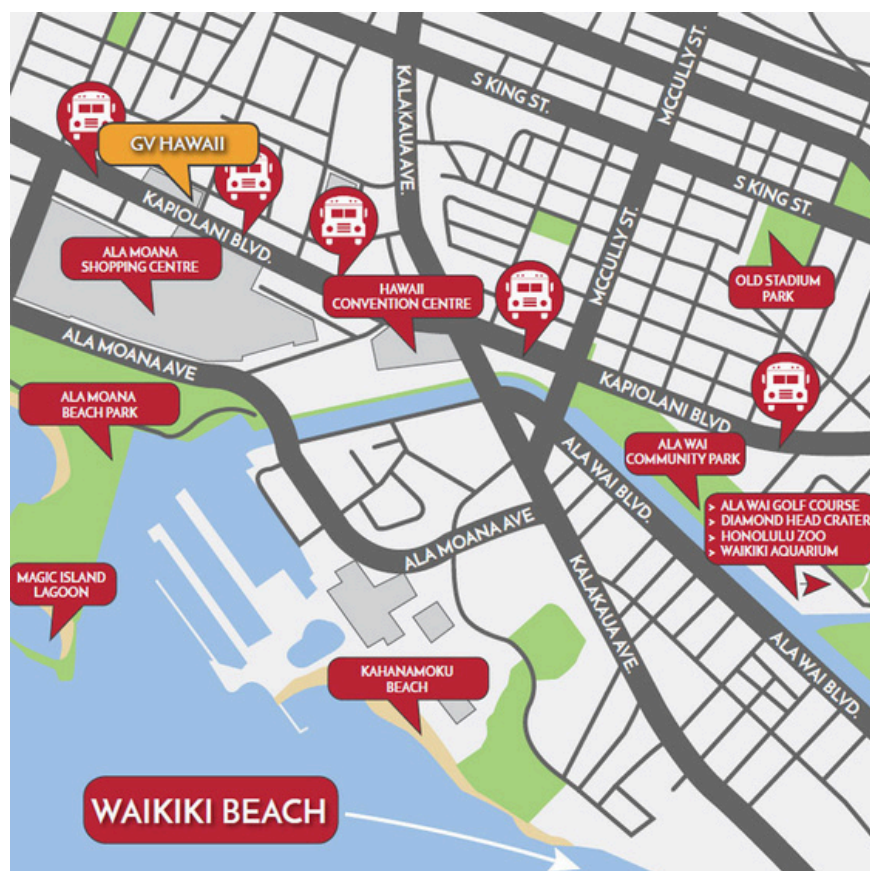 S KING ST.
MCCULLY ST.
KALAKAUA AVE.
GV HAWAII
S KING ST.
KAPIOLANI BLVD.
ALA MOANA
SHOPPING CENTRE
HAWAII
CONVENTION CENTRE
MCCULLY ST.
OLD STADIUM
PARK
ALA MOANA AVE
KAPIOLANI BLVD
ALA MOANA
BEACH PARK
ALA WAI
COMMUNITY PARK
ALA WAI BLVD.
> ALA WAI GOLF COURSE
> DIAMOND HEAD CRATER
> HONOLULU ZOO
> WAIKIKI AQUARIUM
ALA MOANA AVE
MAGIC ISLAND
LAGOON
KALAKAUA AVE.
ALA WAI BLVD.
KAHANAMOKU
BEACH
WAIKIKI BEACH